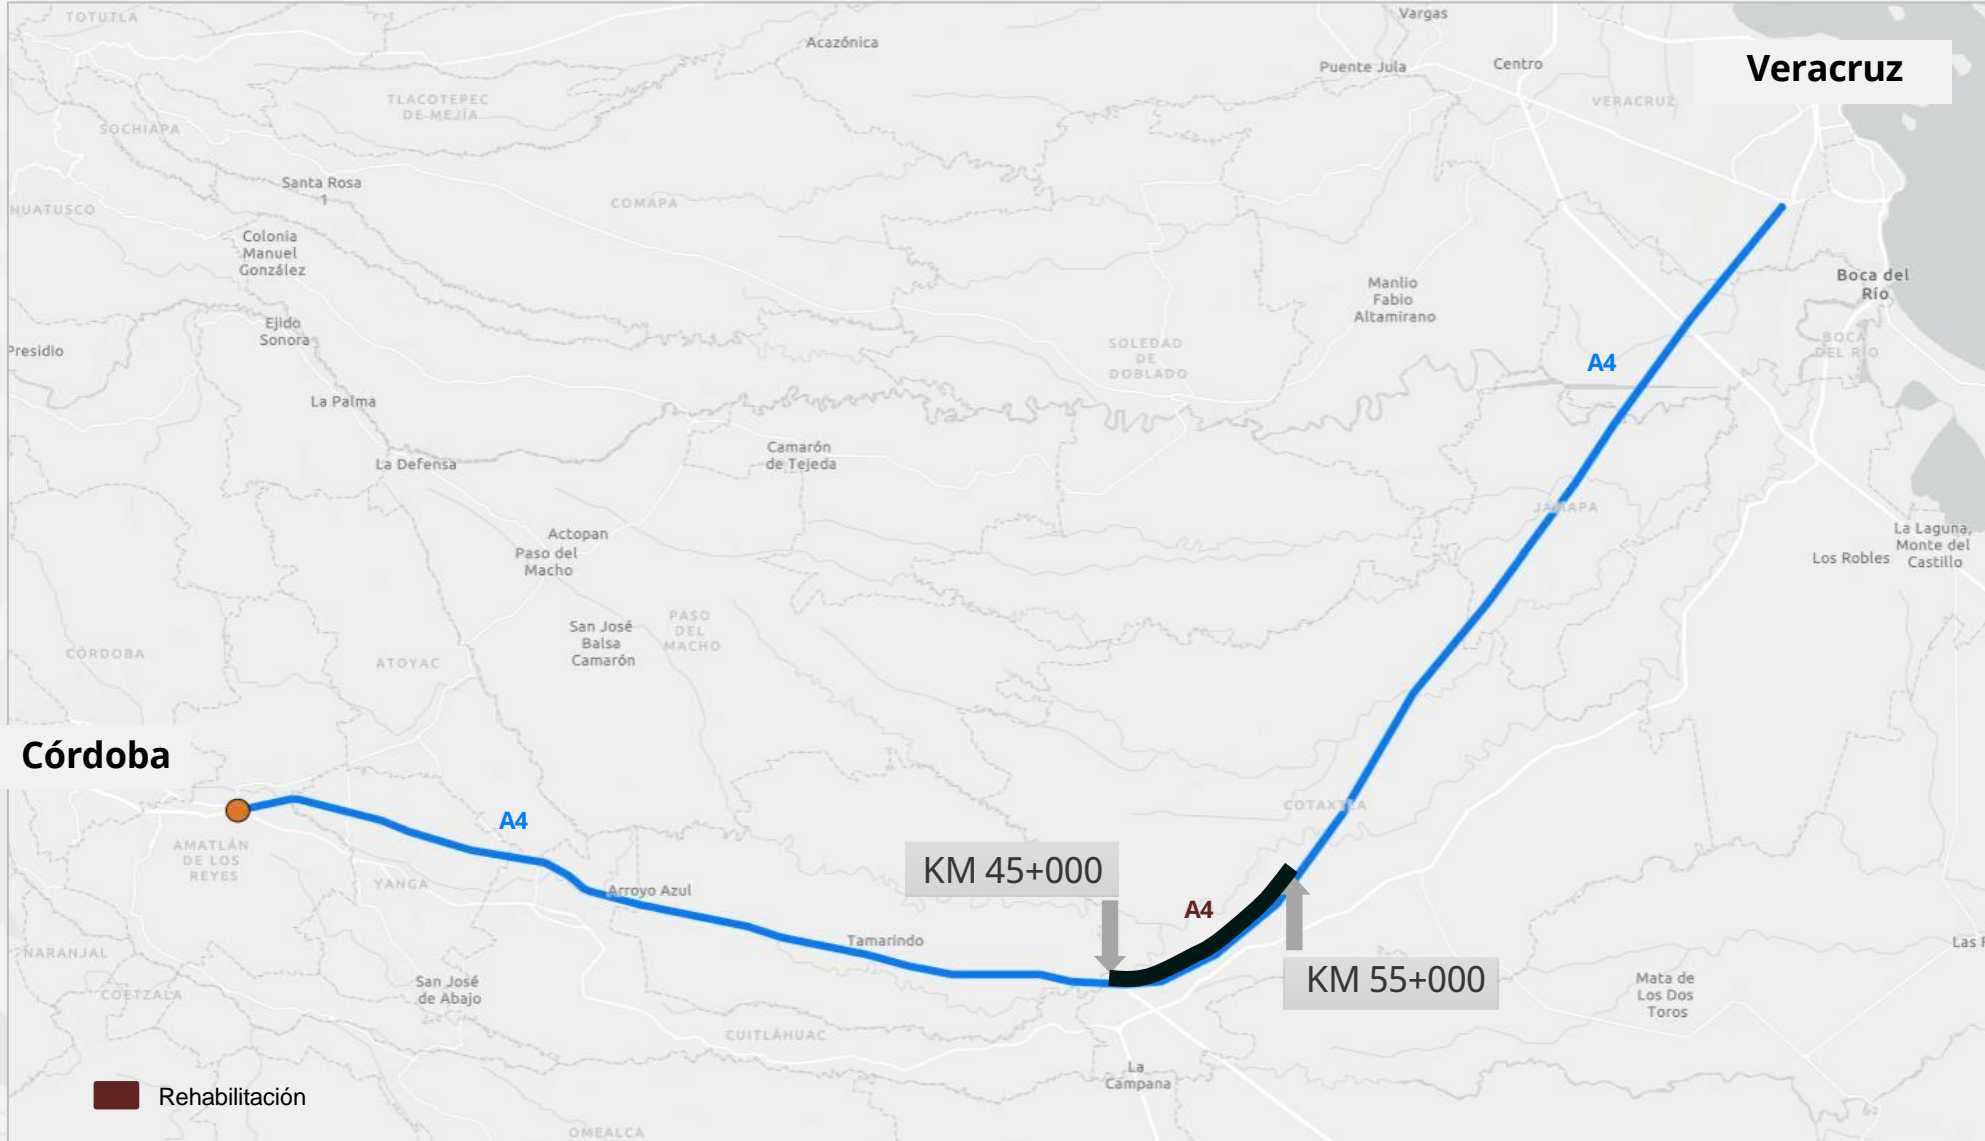 TOTUTLA
Vargas
Acazónica
Puente Jula
Centro
Veracruz
TLACOTEPEC
DE MEJÍA
VERACRUZ
SOCHIAPA
Santa Rosa
1
HUATUSCO
COMAPA
Colonia
Manuel
González
Boca del
Río
Manlio
Fabio
Altamirano
Ejido
Sonora
Presidio
SOLEDAD
DE
DOBLADO
BOCA
DEL RÍO
A4
La Palma
Camarón
de Tejeda
La Defensa
JAMAPA
Actopan
Paso del
Macho
La Laguna,
Monte del
Castillo
Los Robles
San José
Balsa
Camarón
PASO
DEL
MACHO
CÓRDOBA
ATOYAC
Córdoba
COTAXTLA
A4
AMATLÁN
DE LOS
REYES
KM 45+000
YANGA
Arroyo Azul
A4
Tamarindo
NARANJAL
Las
San José
de Abajo
KM 55+000
Mata de
Los Dos
Toros
COETZALA
CUITLÁHUAC
La
Campana
Rehabilitación
OMEALCA